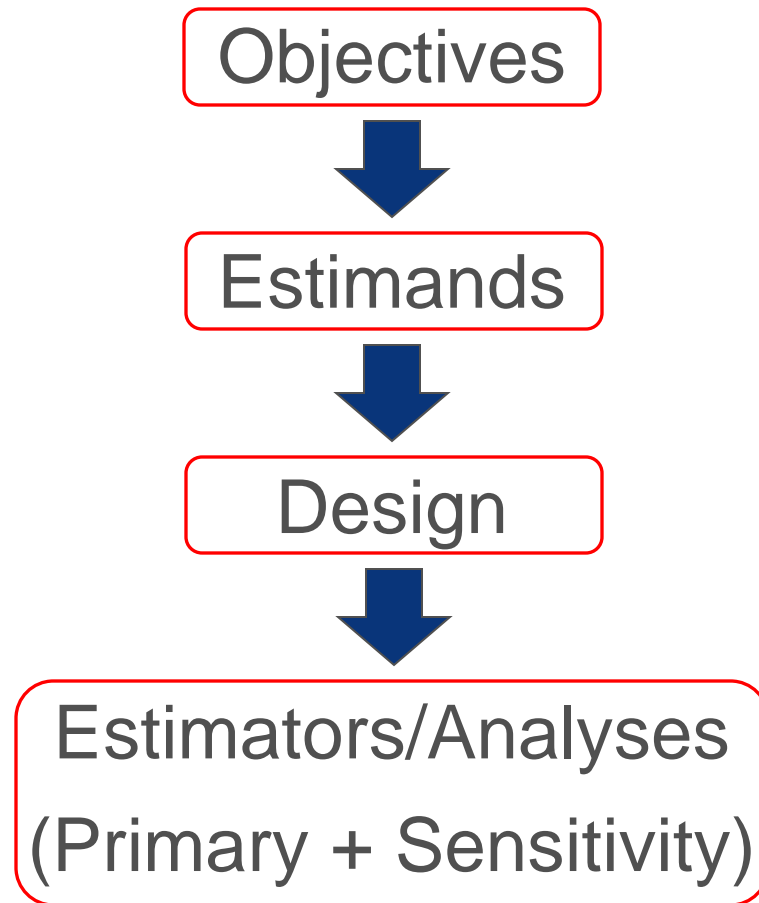 Objectives
Estimands
Design
Estimators/Analyses
(Primary + Sensitivity)